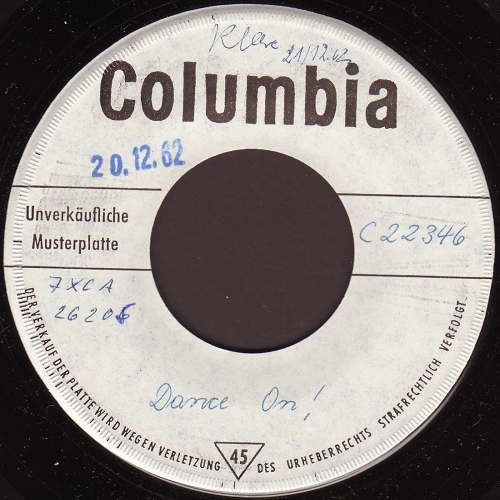 Klare
21/12.62
Columbia
20.12.62
Unverkäufliche
Musterplatte
C 22346
7XCA
26205
Dance On!
DER VERKAUF DER PLATTE WIRD WEGEN VERLETZUNG DES URHEBERRECHTS STRAFRECHTLICH VERFOLGT
45